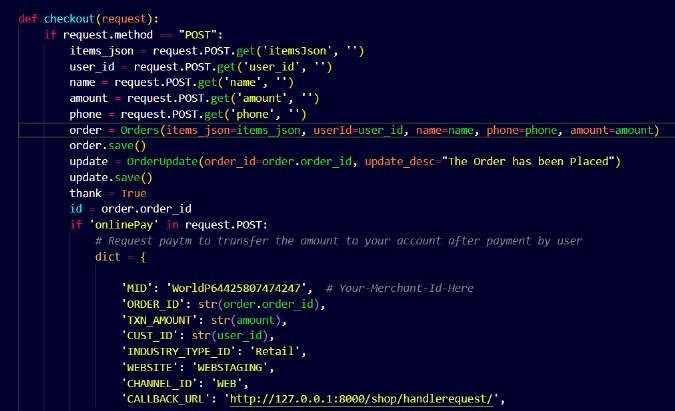 def checkout(request):
if request.method == "POST":
items_json = request.POST.get('itemsJson', '')
user_id = request.POST.get('user_id', '')
name = request.POST.get('name', '')
amount = request.POST.get('amount', '')
phone = request.POST.get('phone', '')
order = Orders(items_json=items_json, userId=user_id, name=name, phone=phone, amount=amount)
order.save()
update = OrderUpdate(order_id=order.order_id, update_desc="The Order has been Placed")
update.save()
thank = True
id = order.order_id
if 'onlinePay' in request.POST:
# Request paytm to transfer the amount to your account after payment by user
dict = {
'MID': 'WorldP64425807474247', # Your-Merchant-Id-Here
'ORDER_ID': str(order.order_id),
'TXN_AMOUNT': str(amount),
'CUST_ID': str(user_id),
'INDUSTRY_TYPE_ID': 'Retail',
'WEBSITE': 'WEBSTAGING',
'CHANNEL_ID': 'WEB',
'CALLBACK_URL': 'http://127.0.0.1:8000/shop/handlerequest/',